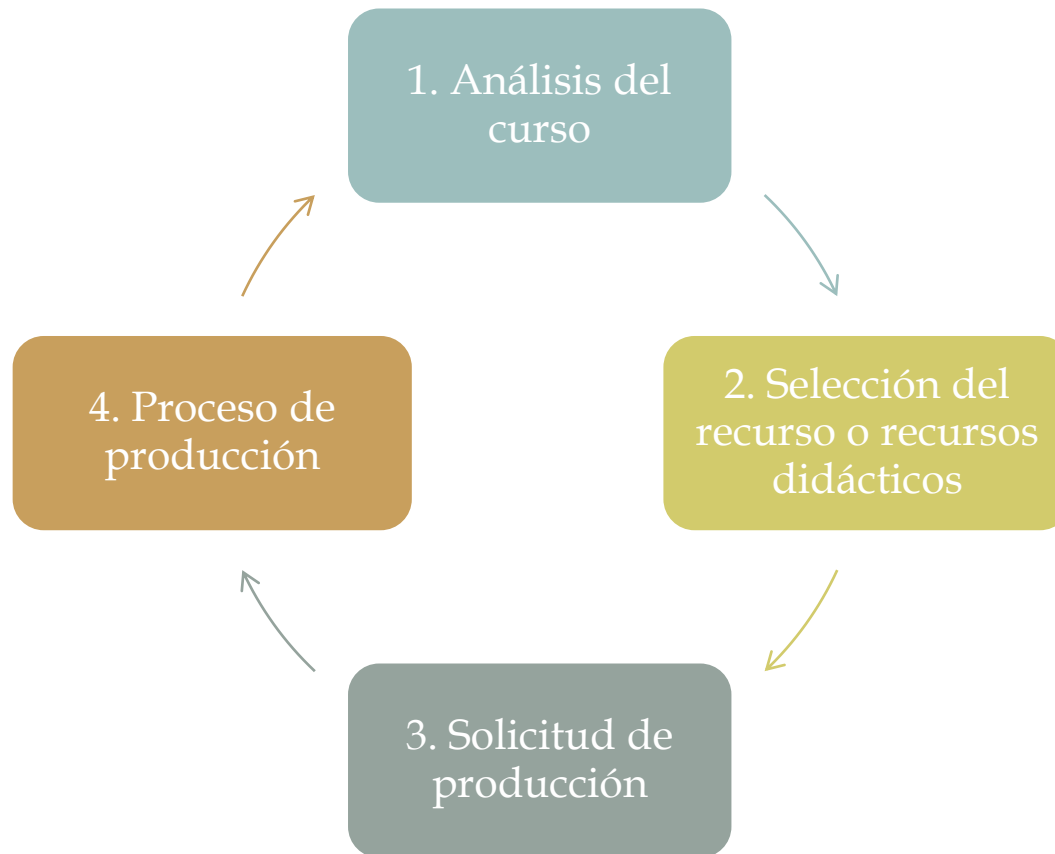 1. Análisis del
curso
2. Selección del
recurso o recursos
didácticos
3. Solicitud de
producción
4. Proceso de
producción